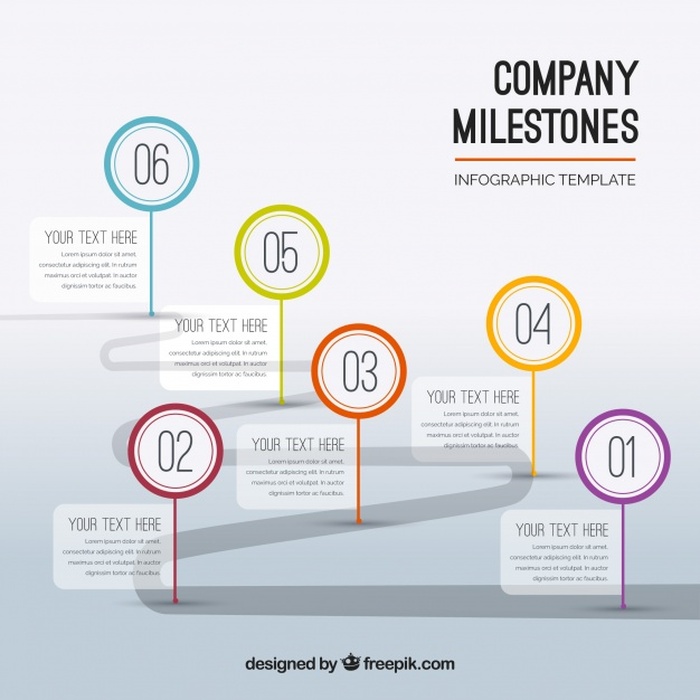 COMPANY
MILESTONES
INFOGRAPHIC TEMPLATE
06
YOUR TEXT HERE
Lorem ipsum dolor sit amet,
consectetur adipiscing elit. In rutrum
maximus orci et volutpat. In auctor
dignissim dolor ac faucibus.
05
YOUR TEXT HERE
Lorem ipsum dolor sit amet,
consectetur adipiscing elit. In rutrum
maximus orci et volutpat. In auctor
dignissim dolor ac faucibus.
04
YOUR TEXT HERE
Lorem ipsum dolor sit amet,
consectetur adipiscing elit. In rutrum
maximus orci et volutpat. In auctor
dignissim dolor ac faucibus.
03
YOUR TEXT HERE
Lorem ipsum dolor sit amet,
consectetur adipiscing elit. In rutrum
maximus orci et volutpat. In auctor
dignissim dolor ac faucibus.
02
YOUR TEXT HERE
Lorem ipsum dolor sit amet,
consectetur adipiscing elit. In rutrum
maximus orci et volutpat. In auctor
dignissim dolor ac faucibus.
01
YOUR TEXT HERE
Lorem ipsum dolor sit amet,
consectetur adipiscing elit. In rutrum
maximus orci et volutpat. In auctor
dignissim dolor ac faucibus.
designed by freepik.com